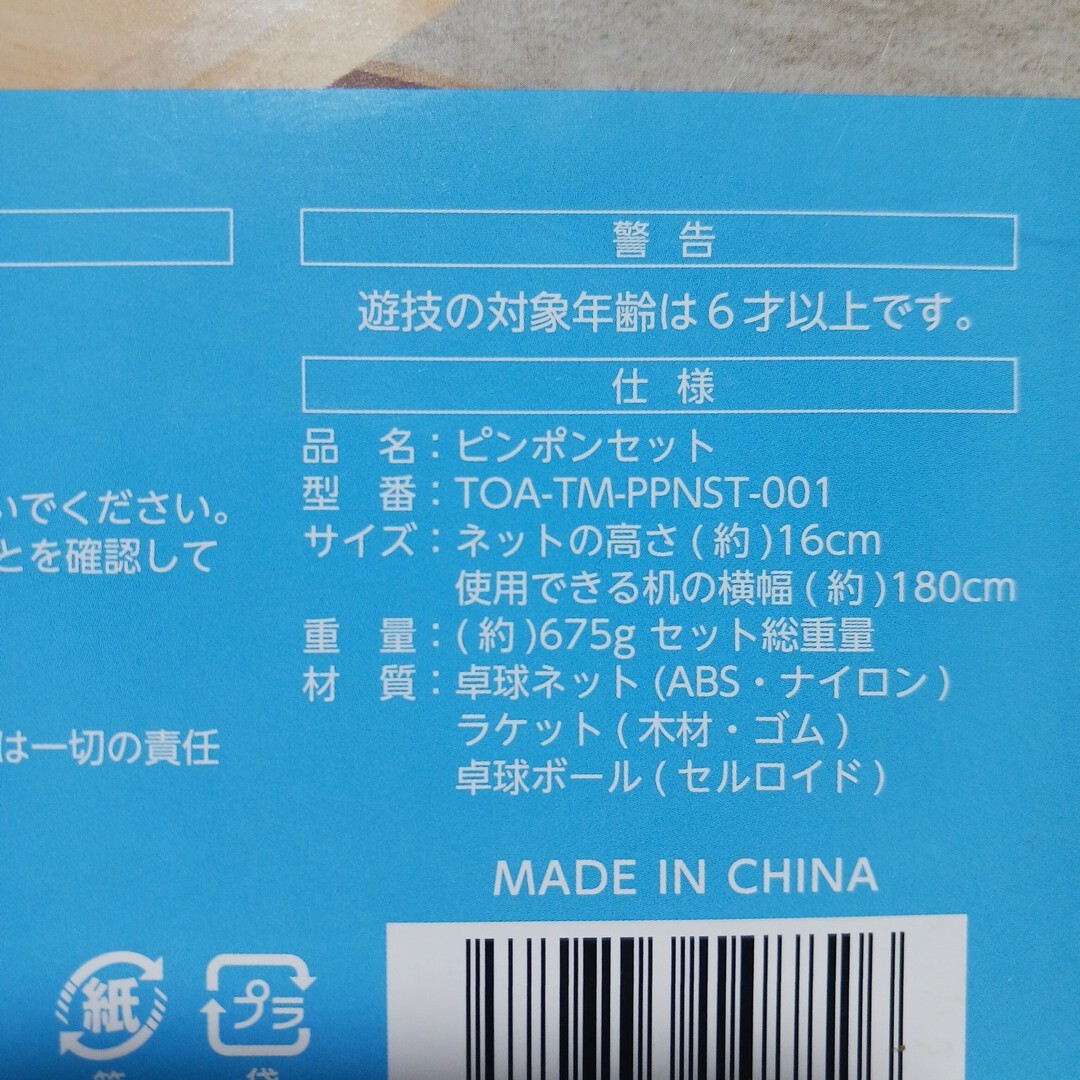 警告
遊技の対象年齢は6才以上です。
仕様
品 名：ピンポンセット
型 番：TOA-TM-PPNST-001
サイズ：ネットの高さ(約)16cm
使用できる机の横幅(約)180cm
重 量：(約)675g セット総重量
材 質：卓球ネット(ABS・ナイロン)
ラケット(木材・ゴム)
卓球ボール(セルロイド)
MADE IN CHINA
いでください。
とを確認して
は一切の責任
紙
プラ